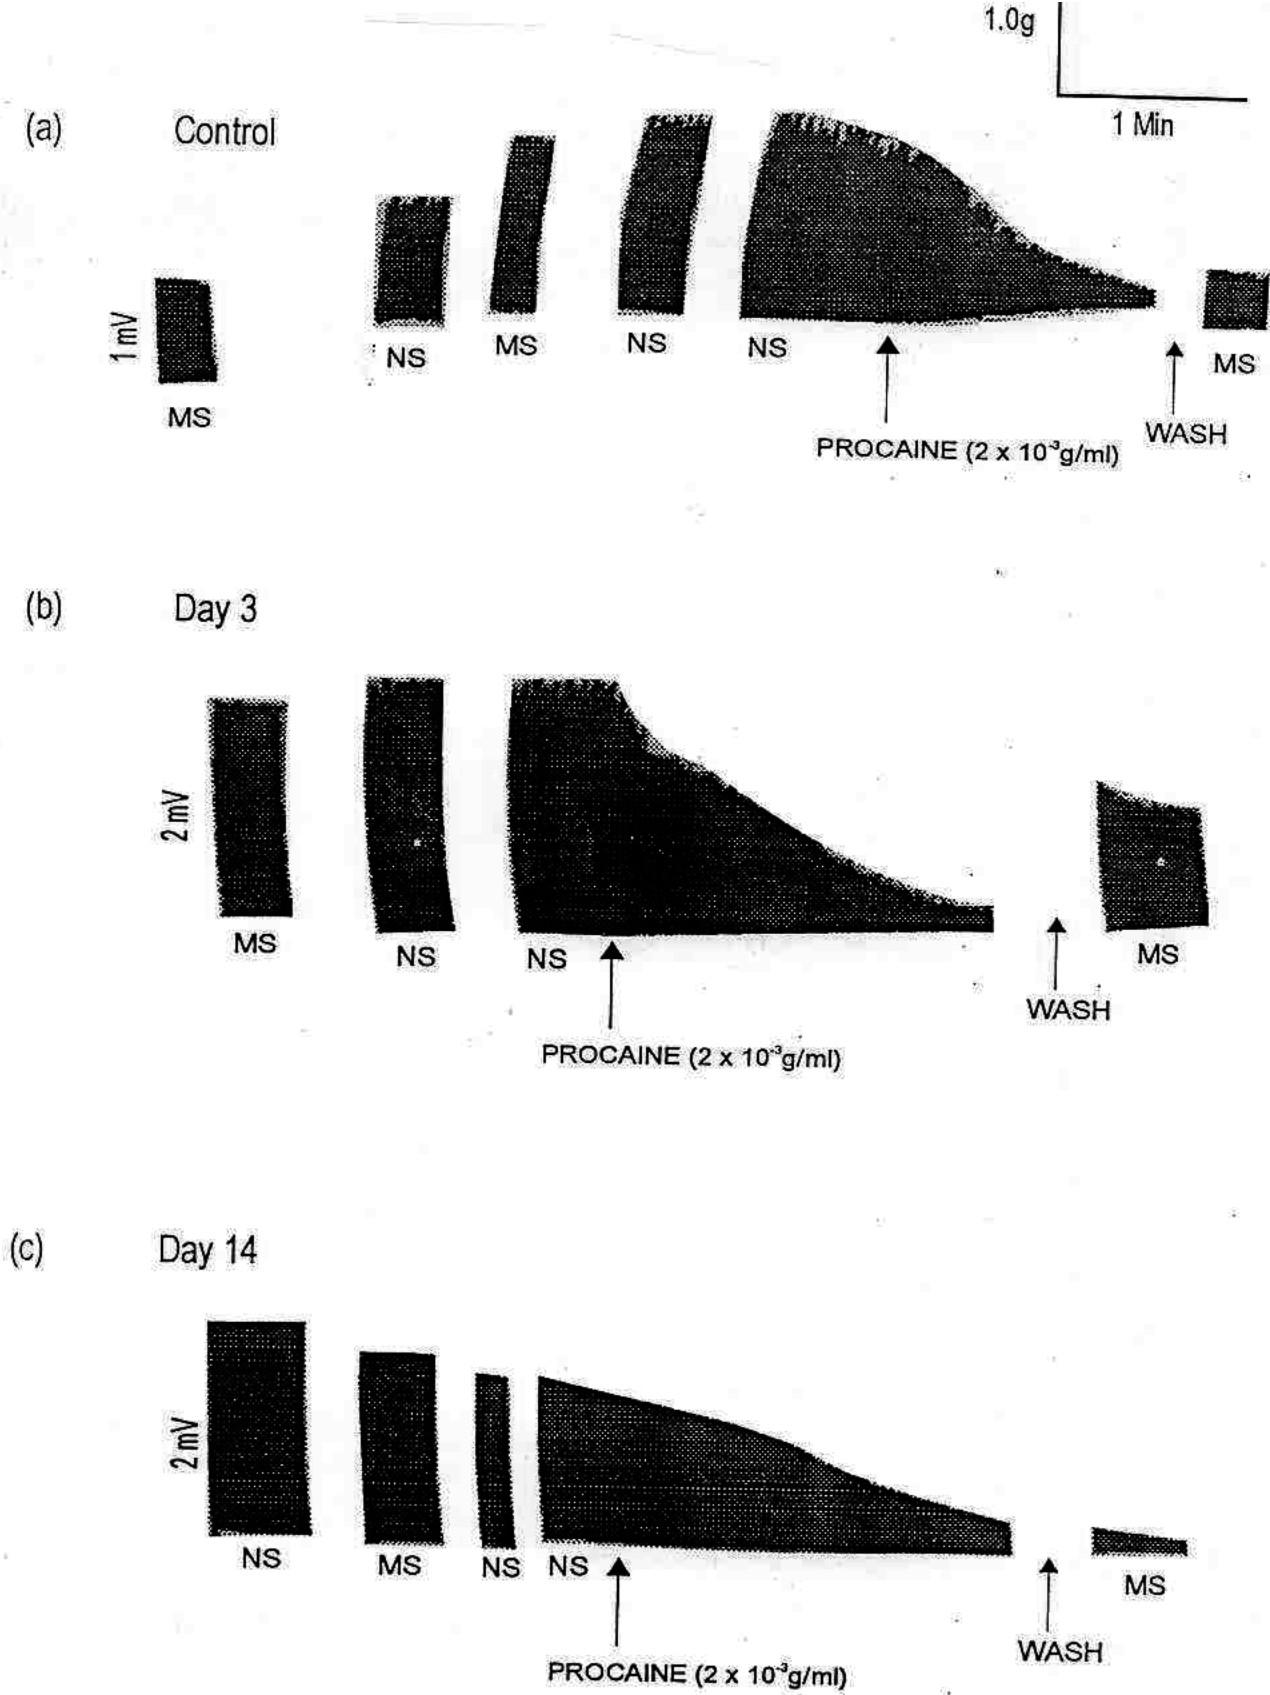 1.0g
1 Min
(a)
Control
1 mV
MS
NS
MS
NS
NS
MS
PROCAINE (2 x 10⁻³g/ml)
WASH
(b)
Day 3
2 mV
MS
NS
NS
MS
WASH
PROCAINE (2 x 10⁻³g/ml)
(c)
Day 14
2 mV
NS
MS
NS
NS
MS
WASH
PROCAINE (2 x 10⁻³g/ml)